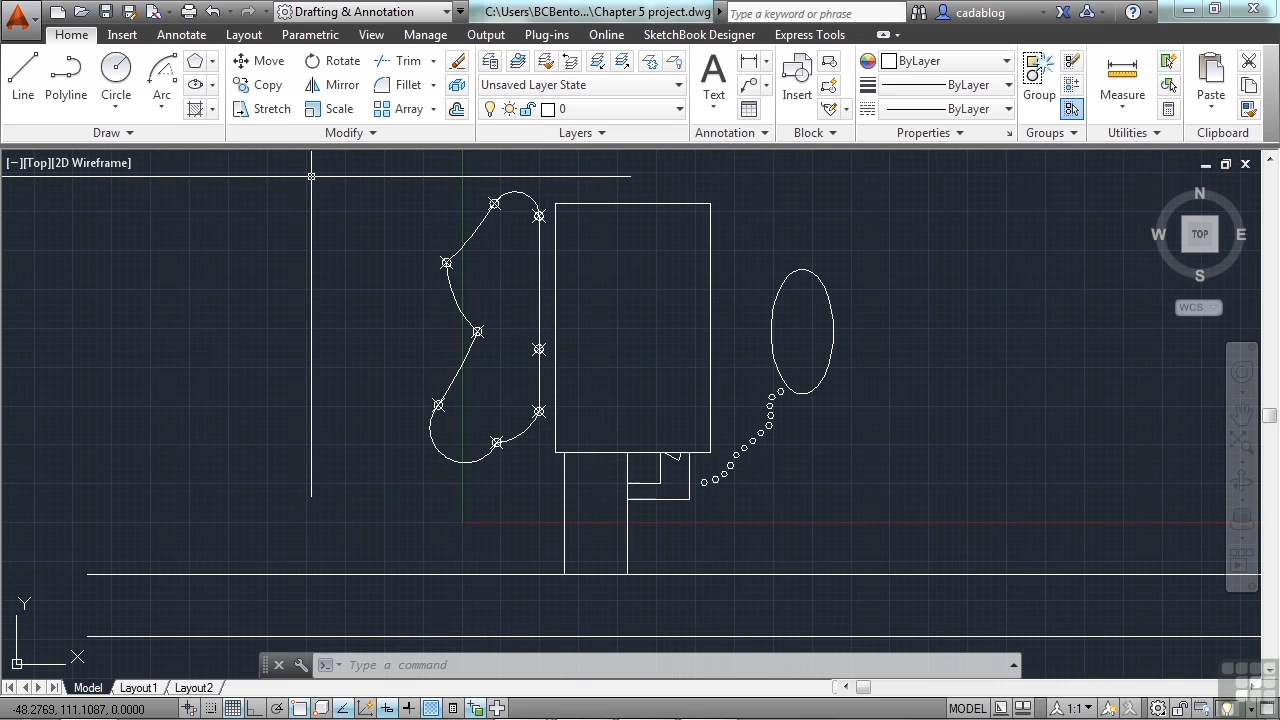 Drafting & Annotation
C:\Users\BCBento...\Chapter 5 project.dwg
Type a keyword or phrase
cadablog
Home Insert Annotate Layout Parametric View Manage Output Plug-ins Online SketchBook Designer Express Tools
Line Polyline Circle Arc
Move Rotate Trim
Copy Mirror Fillet
Stretch Scale Array
Unsaved Layer State
0
Text
Insert
ByLayer
ByLayer
ByLayer
Group
Measure
Paste
Draw Modify Layers Annotation Block Properties Groups Utilities Clipboard
[−][Top][2D Wireframe]
N
W TOP E
S
WCS
Y
X
Type a command
Model Layout1 Layout2
-48.2769, 111.1087, 0.0000
MODEL
1:1